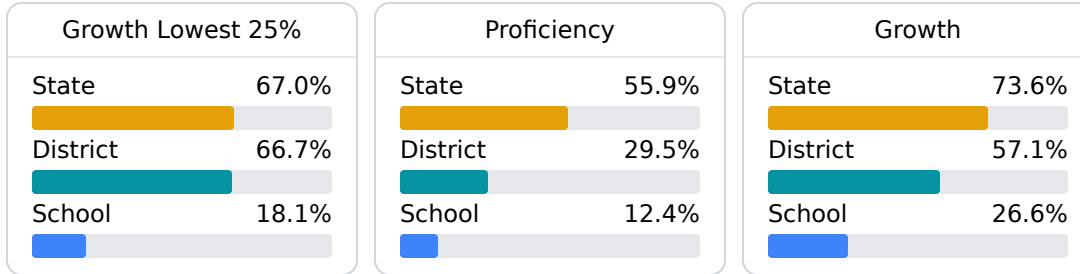 Growth Lowest 25%
State 67.0%
District 66.7%
School 18.1%
Proficiency
State 55.9%
District 29.5%
School 12.4%
Growth
State 73.6%
District 57.1%
School 26.6%